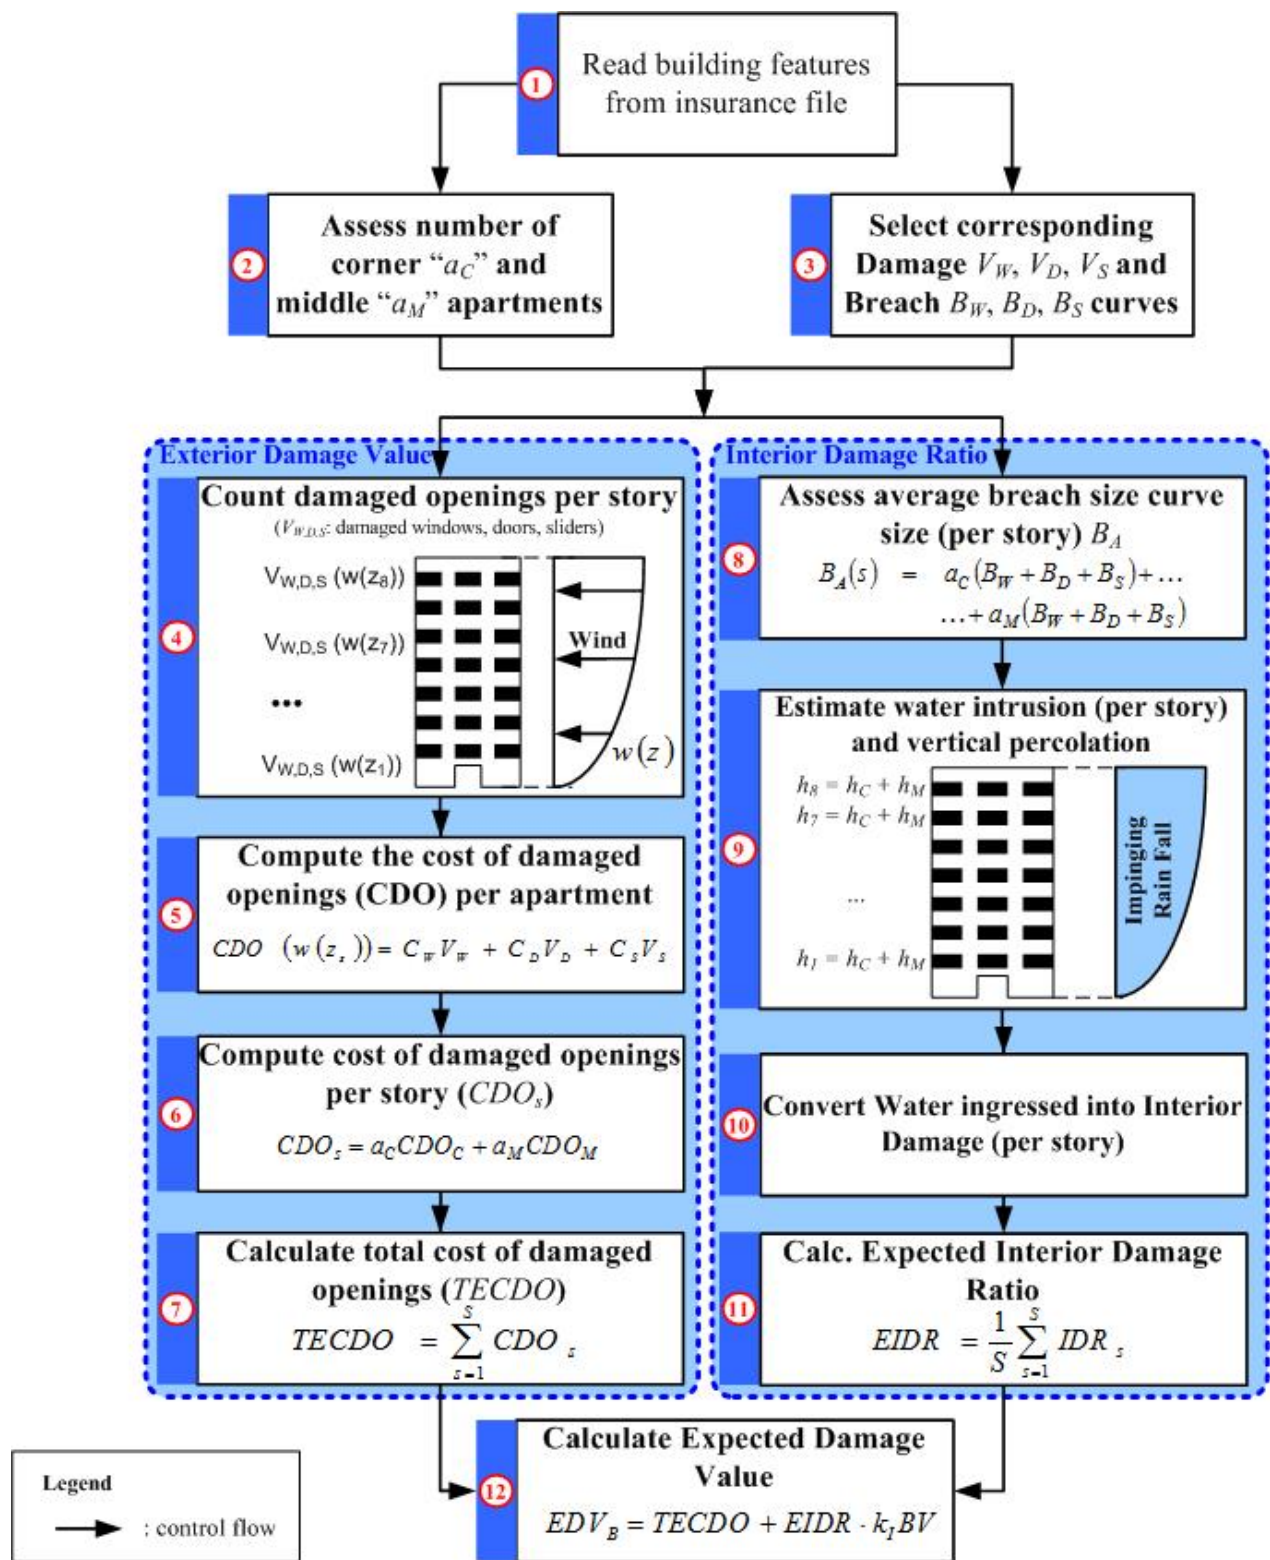 1
Read building features
from insurance file
2
Assess number of
corner “a_C” and
middle “a_M” apartments
3
Select corresponding
Damage V_W, V_D, V_S and
Breach B_W, B_D, B_S curves
Exterior Damage Value
4
Count damaged openings per story
(V_W,D,S: damaged windows, doors, sliders)
V_W,D,S (w(z_8))
V_W,D,S (w(z_7))
...
V_W,D,S (w(z_1))
Wind
w(z)
5
Compute the cost of damaged
openings (CDO) per apartment
CDO (w(z_s)) = C_W V_W + C_D V_D + C_S V_S
6
Compute cost of damaged openings
per story (CDO_s)
CDO_s = a_C CDO_C + a_M CDO_M
7
Calculate total cost of damaged
openings (TECDO)
TECDO = ∑_{s=1}^{S} CDO_s
Interior Damage Ratio
8
Assess average breach size curve
size (per story) B_A
B_A(s) = a_C(B_W + B_D + B_S) + ...
... + a_M(B_W + B_D + B_S)
9
Estimate water intrusion (per story)
and vertical percolation
h_8 = h_C + h_M
h_7 = h_C + h_M
...
h_1 = h_C + h_M
Impinging
Rain Fall
10
Convert Water ingressed into Interior
Damage (per story)
11
Calc. Expected Interior Damage
Ratio
EIDR = 1/S ∑_{s=1}^{S} IDR_s
12
Calculate Expected Damage
Value
EDV_B = TECDO + EIDR · k_I BV
Legend
: control flow